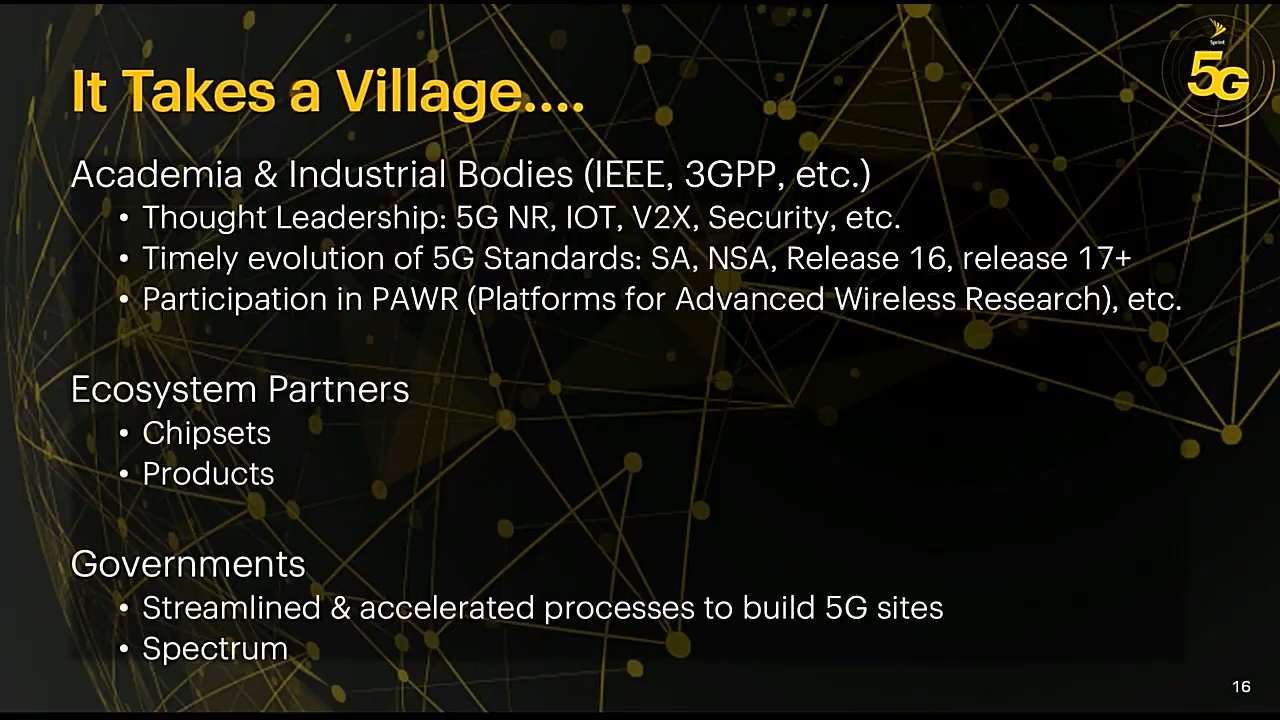 Sprint
5G
It Takes a Village....
Academia & Industrial Bodies (IEEE, 3GPP, etc.)
• Thought Leadership: 5G NR, IOT, V2X, Security, etc.
• Timely evolution of 5G Standards: SA, NSA, Release 16, release 17+
• Participation in PAWR (Platforms for Advanced Wireless Research), etc.
Ecosystem Partners
• Chipsets
• Products
Governments
• Streamlined & accelerated processes to build 5G sites
• Spectrum
16